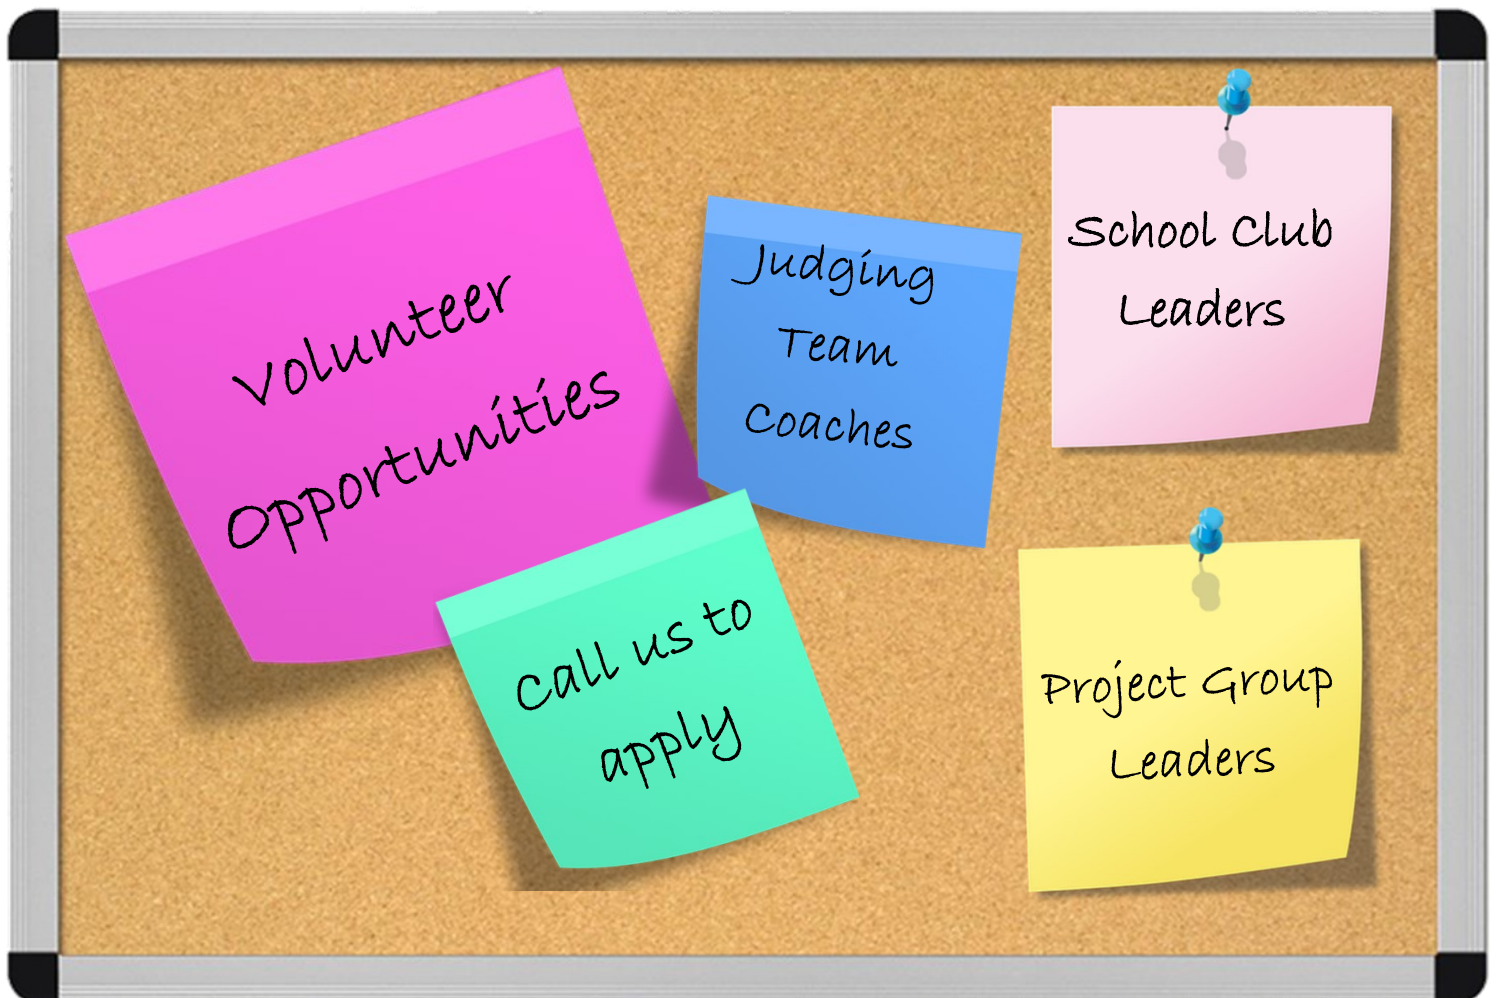 Volunteer
Opportunities
Judging
Team
Coaches
School Club
Leaders
Call us to
apply
Project Group
Leaders